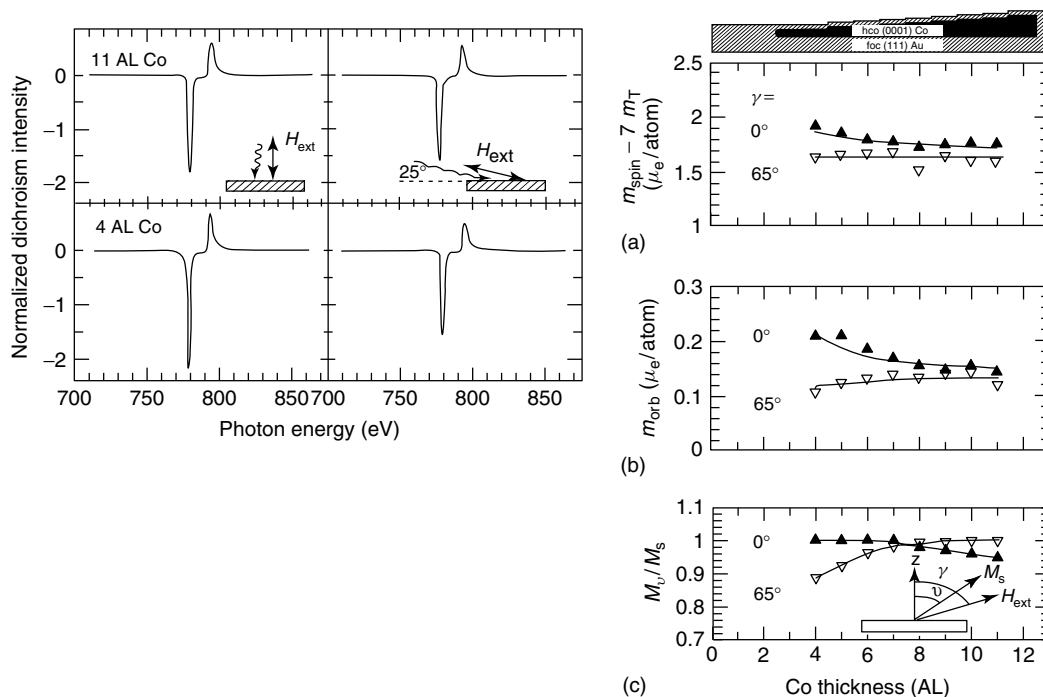 Normalized dichroism intensity
11 AL Co
0
−1
−2
H_ext
25°
H_ext
4 AL Co
0
−1
−2
700
750
800
850
700
750
800
850
Photon energy (eV)
hco (0001) Co
foc (111) Au
m_spin − 7 m_T
(μ_e/atom)
2.5
2
1.5
1
γ =
0°
65°
(a)
m_orb (μ_e/atom)
0.3
0.2
0.1
0
0°
65°
(b)
M_υ/M_s
1.1
1
0.9
0.8
0.7
0°
65°
z
γ
υ
M_s
H_ext
0
2
4
6
8
10
12
(c)
Co thickness (AL)